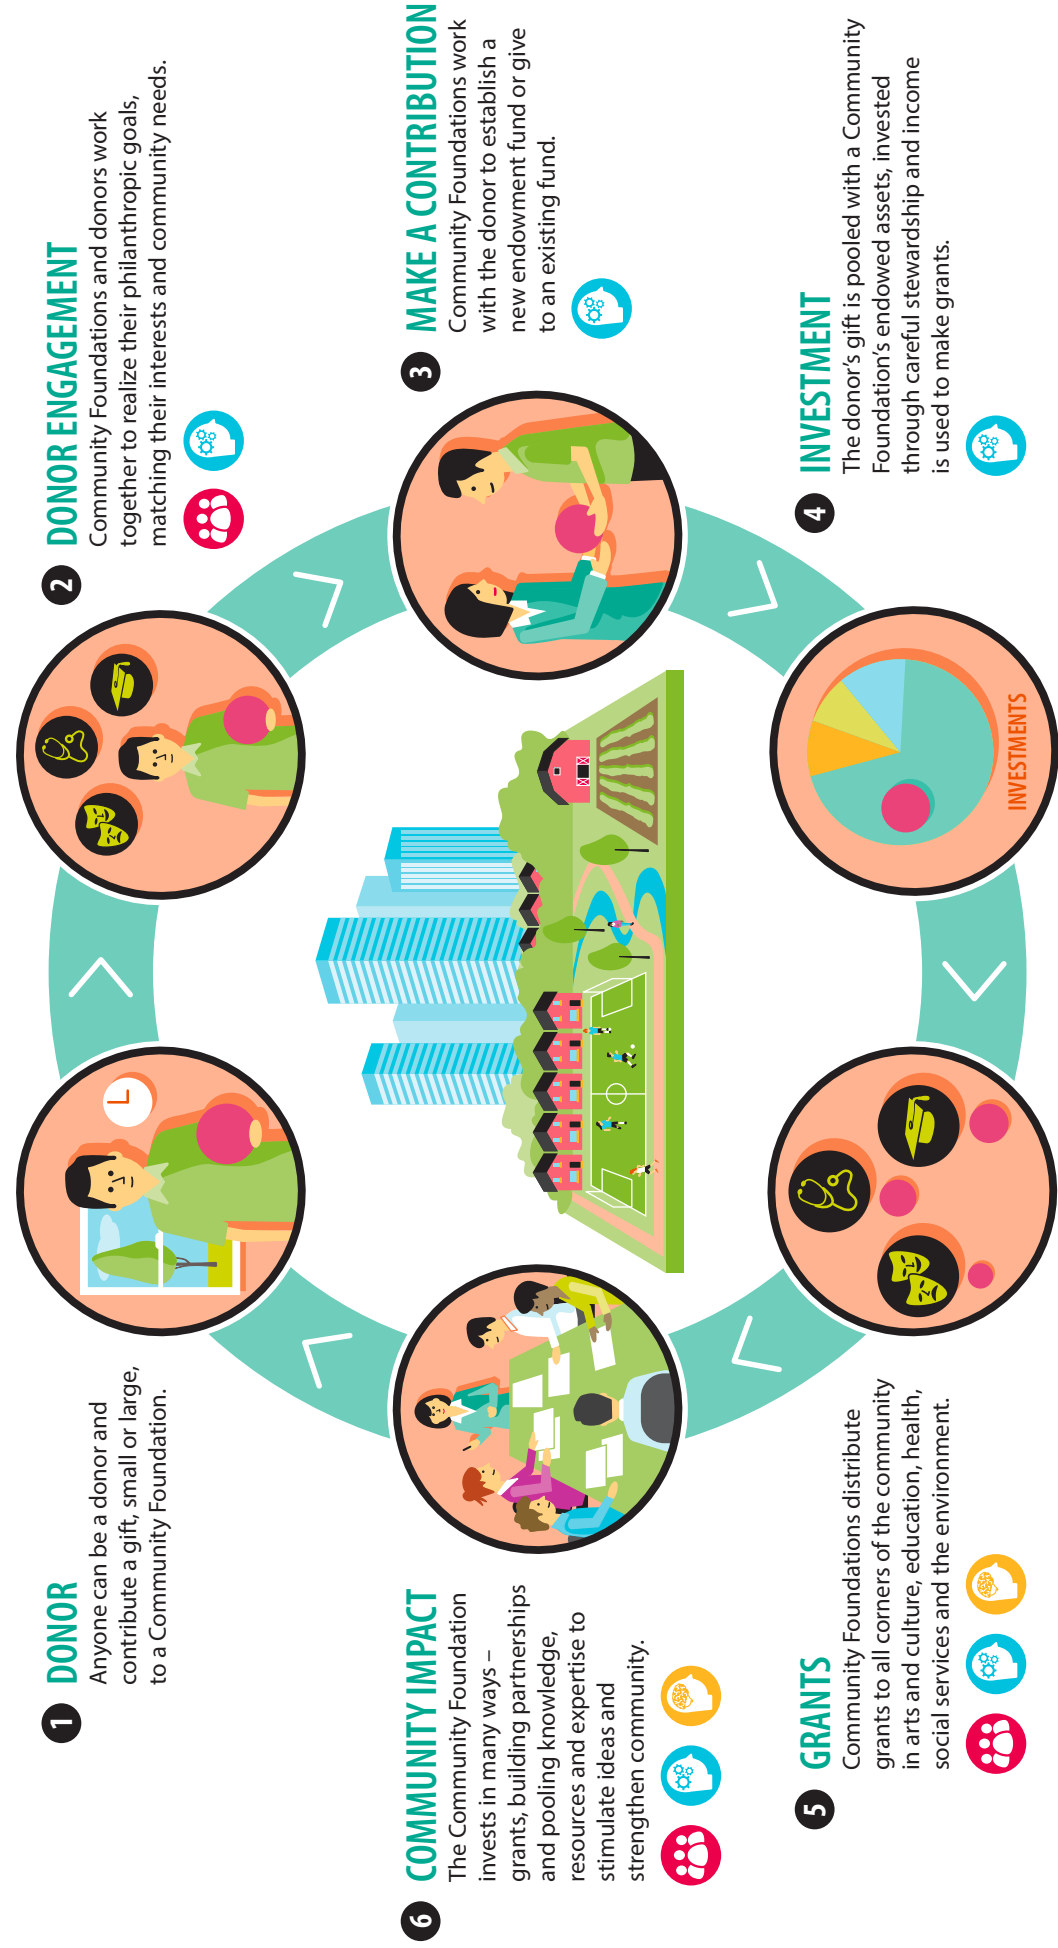 1
DONOR
Anyone can be a donor and
contribute a gift, small or large,
to a Community Foundation.
2
DONOR ENGAGEMENT
Community Foundations and donors work
together to realize their philanthropic goals,
matching their interests and community needs.
3
MAKE A CONTRIBUTION
Community Foundations work
with the donor to establish a
new endowment fund or give
to an existing fund.
4
INVESTMENT
The donor's gift is pooled with a Community
Foundation's endowed assets, invested
through careful stewardship and income
is used to make grants.
INVESTMENTS
5
GRANTS
Community Foundations distribute
grants to all corners of the community
in arts and culture, education, health,
social services and the environment.
6
COMMUNITY IMPACT
The Community Foundation
invests in many ways –
grants, building partnerships
and pooling knowledge,
resources and expertise to
stimulate ideas and
strengthen community.